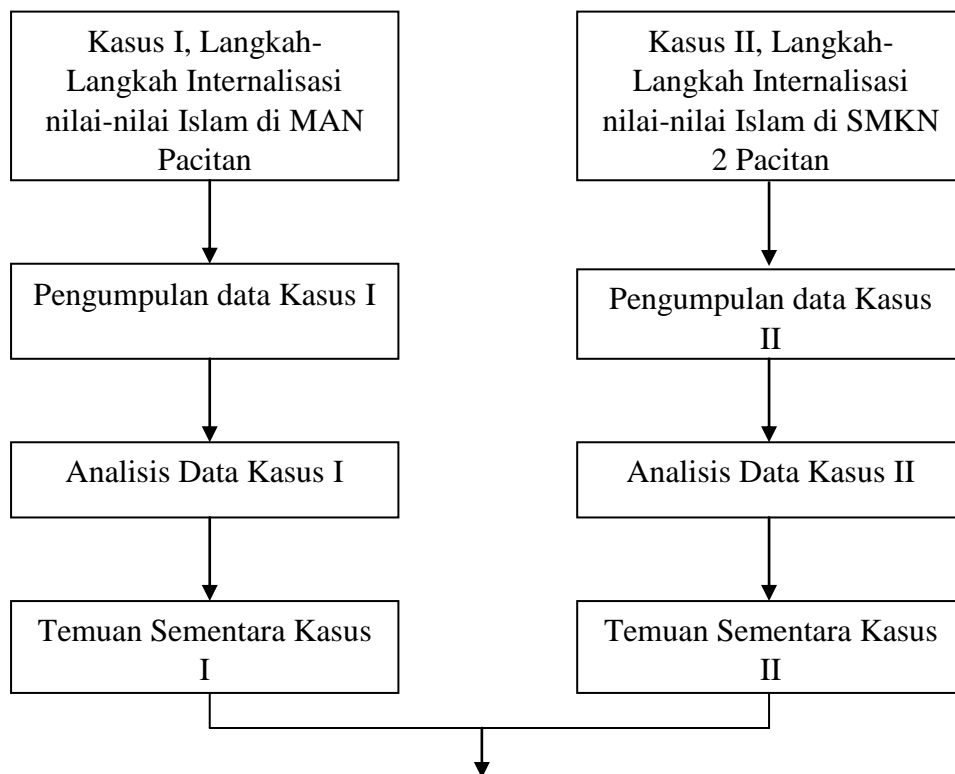 Kasus I, Langkah-
Langkah Internalisasi
nilai-nilai Islam di MAN
Pacitan
Kasus II, Langkah-
Langkah Internalisasi
nilai-nilai Islam di SMKN
2 Pacitan
Pengumpulan data Kasus I
Pengumpulan data Kasus
II
Analisis Data Kasus I
Analisis Data Kasus II
Temuan Sementara Kasus
I
Temuan Sementara Kasus
II